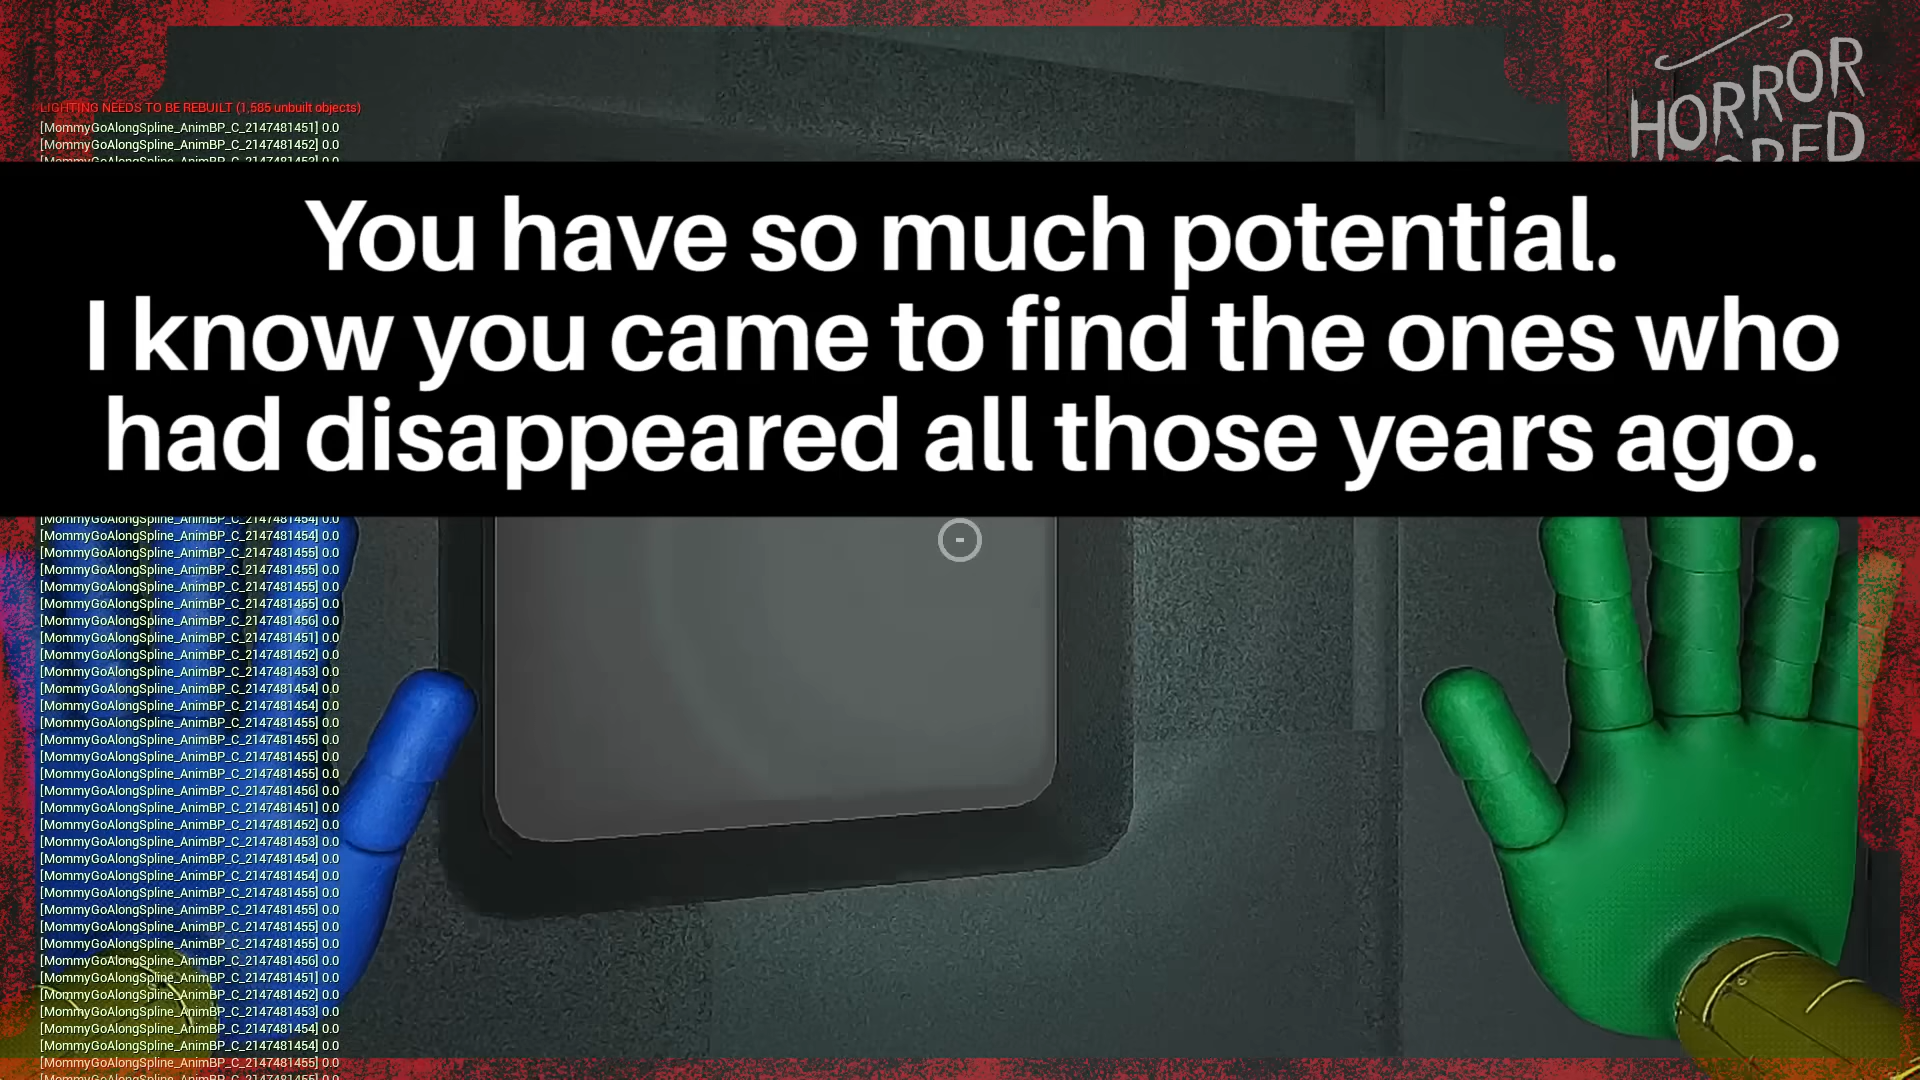 HORROR
LIGHTING NEEDS TO BE REBUILT (1,585 unbuilt objects)
[MommyGoAlongSpline_AnimBP_C_2147481451] 0.0
[MommyGoAlongSpline_AnimBP_C_2147481452] 0.0
You have so much potential.
I know you came to find the ones who
had disappeared all those years ago.
[MommyGoAlongSpline_AnimBP_C_2147481454] 0.0
[MommyGoAlongSpline_AnimBP_C_2147481454] 0.0
[MommyGoAlongSpline_AnimBP_C_2147481455] 0.0
[MommyGoAlongSpline_AnimBP_C_2147481455] 0.0
[MommyGoAlongSpline_AnimBP_C_2147481455] 0.0
[MommyGoAlongSpline_AnimBP_C_2147481455] 0.0
[MommyGoAlongSpline_AnimBP_C_2147481456] 0.0
[MommyGoAlongSpline_AnimBP_C_2147481451] 0.0
[MommyGoAlongSpline_AnimBP_C_2147481452] 0.0
[MommyGoAlongSpline_AnimBP_C_2147481453] 0.0
[MommyGoAlongSpline_AnimBP_C_2147481454] 0.0
[MommyGoAlongSpline_AnimBP_C_2147481454] 0.0
[MommyGoAlongSpline_AnimBP_C_2147481455] 0.0
[MommyGoAlongSpline_AnimBP_C_2147481455] 0.0
[MommyGoAlongSpline_AnimBP_C_2147481455] 0.0
[MommyGoAlongSpline_AnimBP_C_2147481455] 0.0
[MommyGoAlongSpline_AnimBP_C_2147481456] 0.0
[MommyGoAlongSpline_AnimBP_C_2147481451] 0.0
[MommyGoAlongSpline_AnimBP_C_2147481452] 0.0
[MommyGoAlongSpline_AnimBP_C_2147481453] 0.0
[MommyGoAlongSpline_AnimBP_C_2147481454] 0.0
[MommyGoAlongSpline_AnimBP_C_2147481454] 0.0
[MommyGoAlongSpline_AnimBP_C_2147481455] 0.0
[MommyGoAlongSpline_AnimBP_C_2147481455] 0.0
[MommyGoAlongSpline_AnimBP_C_2147481455] 0.0
[MommyGoAlongSpline_AnimBP_C_2147481455] 0.0
[MommyGoAlongSpline_AnimBP_C_2147481456] 0.0
[MommyGoAlongSpline_AnimBP_C_2147481451] 0.0
[MommyGoAlongSpline_AnimBP_C_2147481452] 0.0
[MommyGoAlongSpline_AnimBP_C_2147481453] 0.0
[MommyGoAlongSpline_AnimBP_C_2147481454] 0.0
[MommyGoAlongSpline_AnimBP_C_2147481454] 0.0
[MommyGoAlongSpline_AnimBP_C_2147481455] 0.0